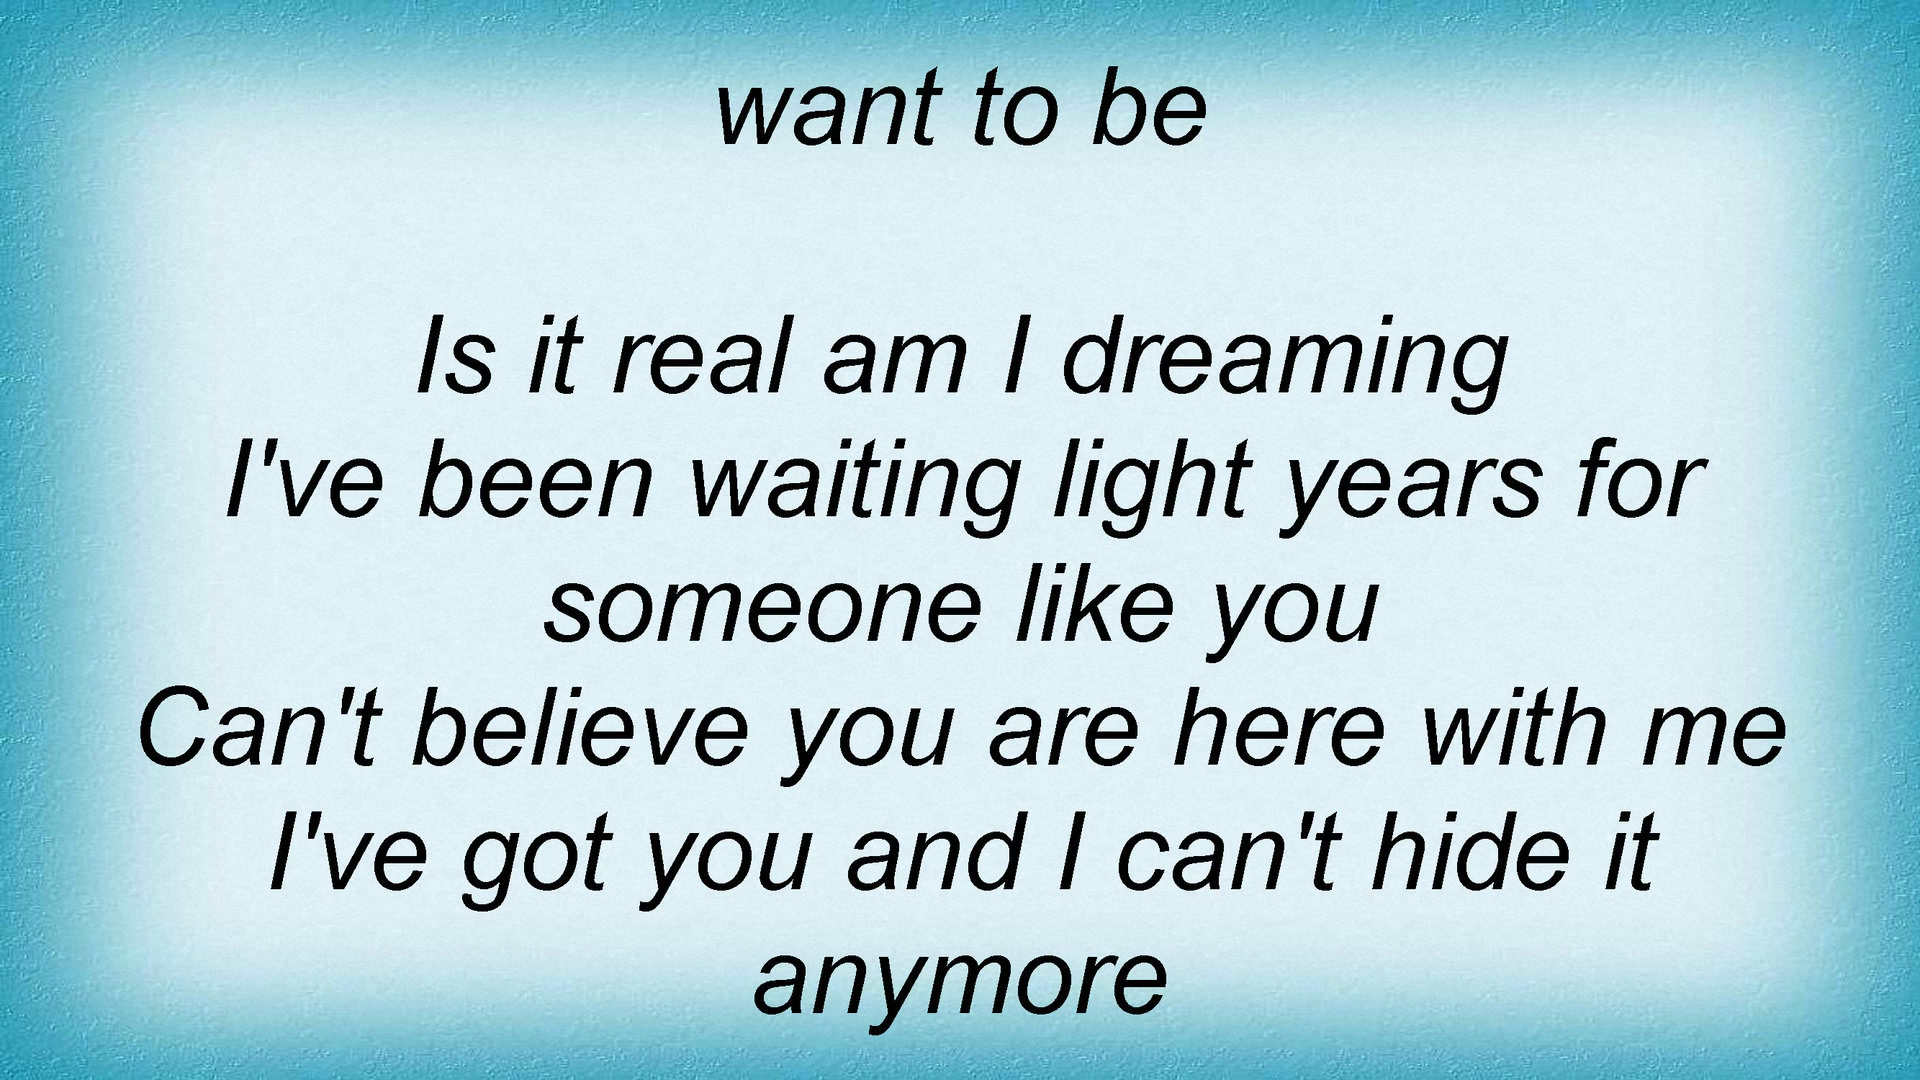 want to be
Is it real am I dreaming
I've been waiting light years for
someone like you
Can't believe you are here with me
I've got you and I can't hide it
anymore